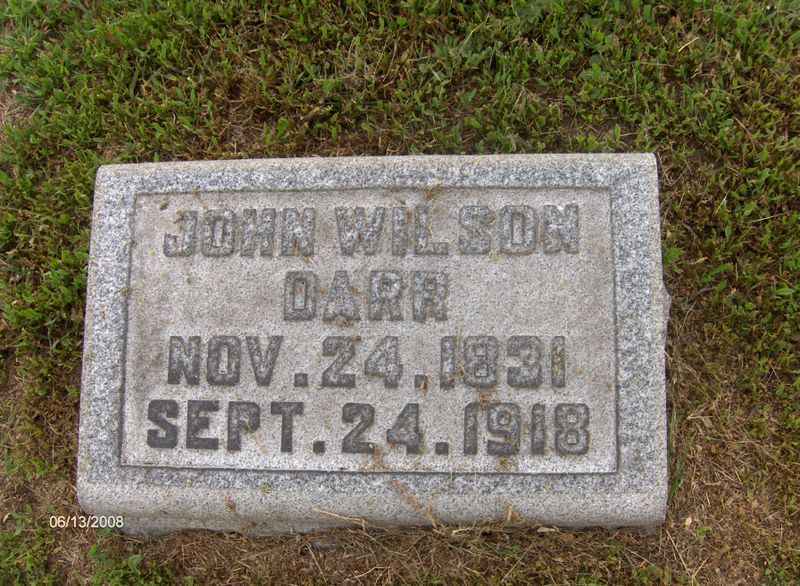 JOHN WILSON
DARR
NOV. 24. 1831
SEPT. 24. 1918
06/13/2008